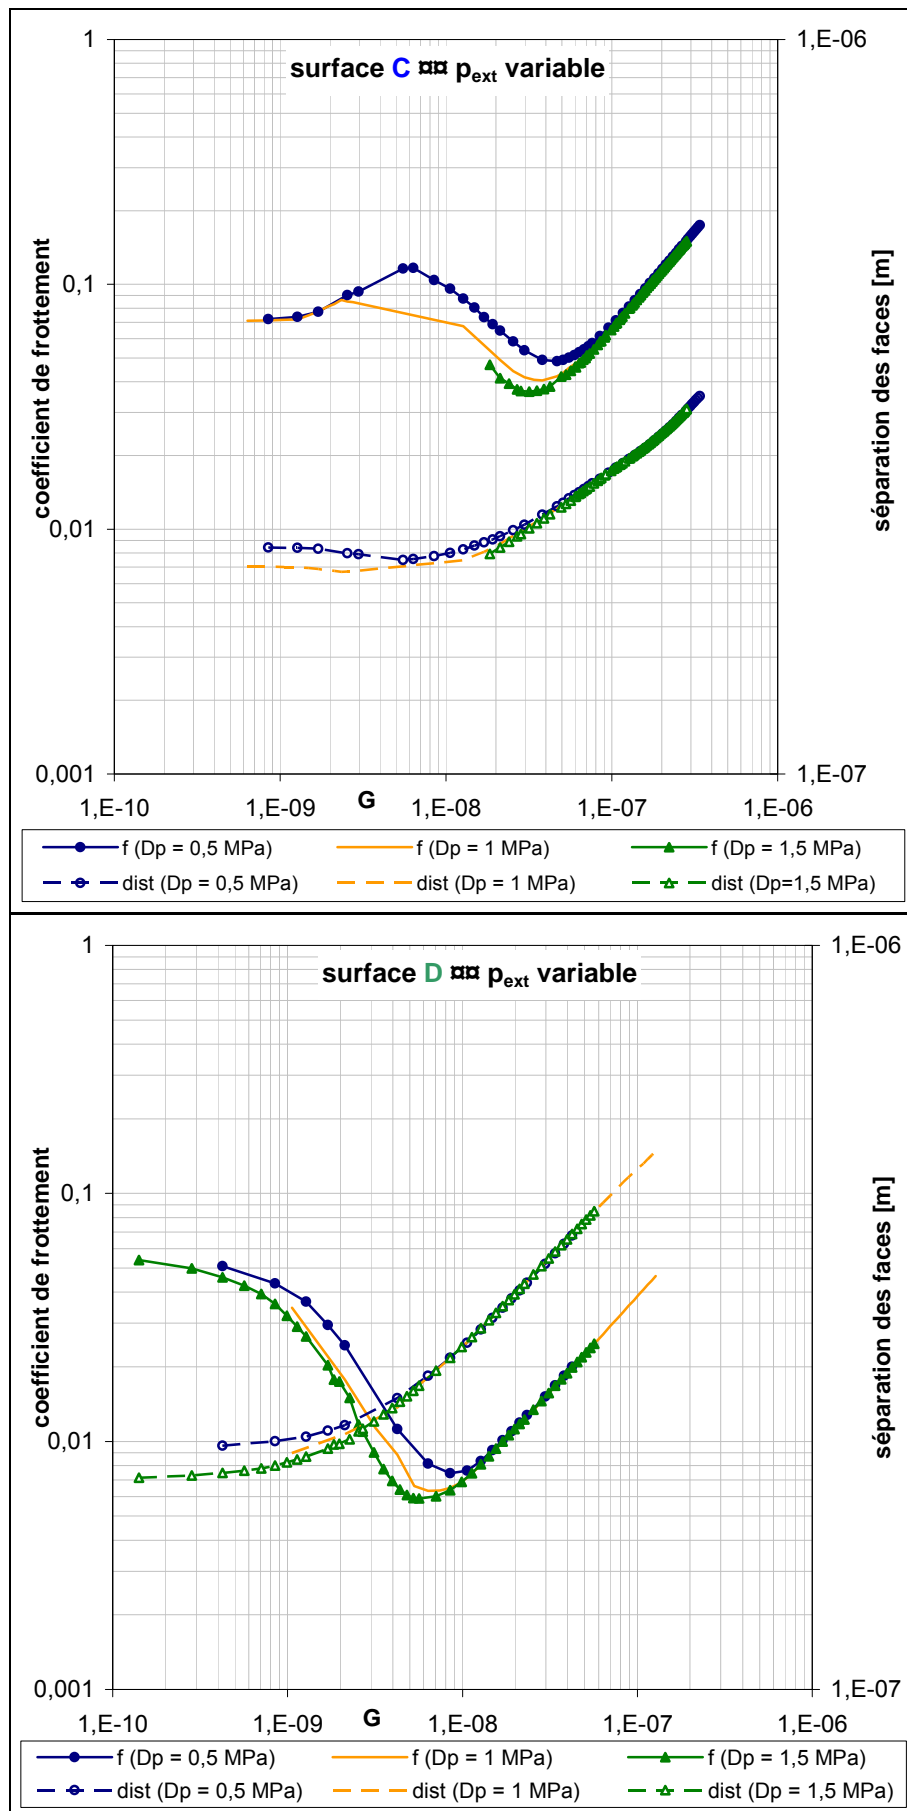 surface C ¤¤ pext variable
1
0,1
0,01
0,001
coefficient de frottement
1,E-06
1,E-07
séparation des faces [m]
1,E-10
1,E-09
G
1,E-08
1,E-07
1,E-06
f (Dp = 0,5 MPa)
f (Dp = 1 MPa)
f (Dp = 1,5 MPa)
dist (Dp = 0,5 MPa)
dist (Dp = 1 MPa)
dist (Dp=1,5 MPa)
surface D ¤¤ pext variable
1
0,1
0,01
0,001
coefficient de frottement
1,E-06
1,E-07
séparation des faces [m]
1,E-10
1,E-09
G
1,E-08
1,E-07
1,E-06
f (Dp = 0,5 MPa)
f (Dp = 1 MPa)
f (Dp = 1,5 MPa)
dist (Dp = 0,5 MPa)
dist (Dp = 1 MPa)
dist (Dp = 1,5 MPa)